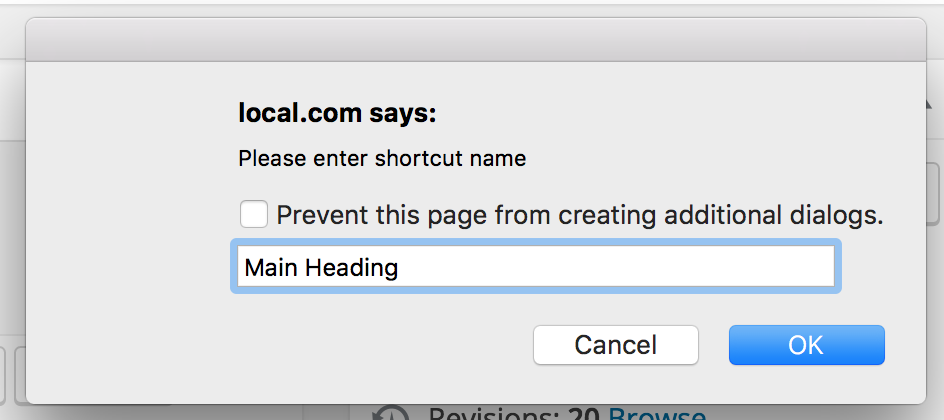 local.com says:
Please enter shortcut name
Prevent this page from creating additional dialogs.
Main Heading
Cancel
OK
Revisions: 20 Browse